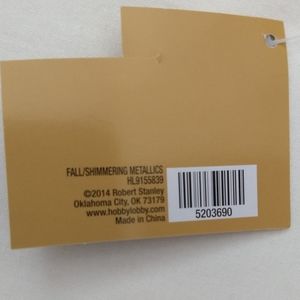 FALL/SHIMMERING METALLICS
HL9155839
©2014 Robert Stanley
Oklahoma City, OK 73179
www.hobbylobby.com
Made in China
5203690